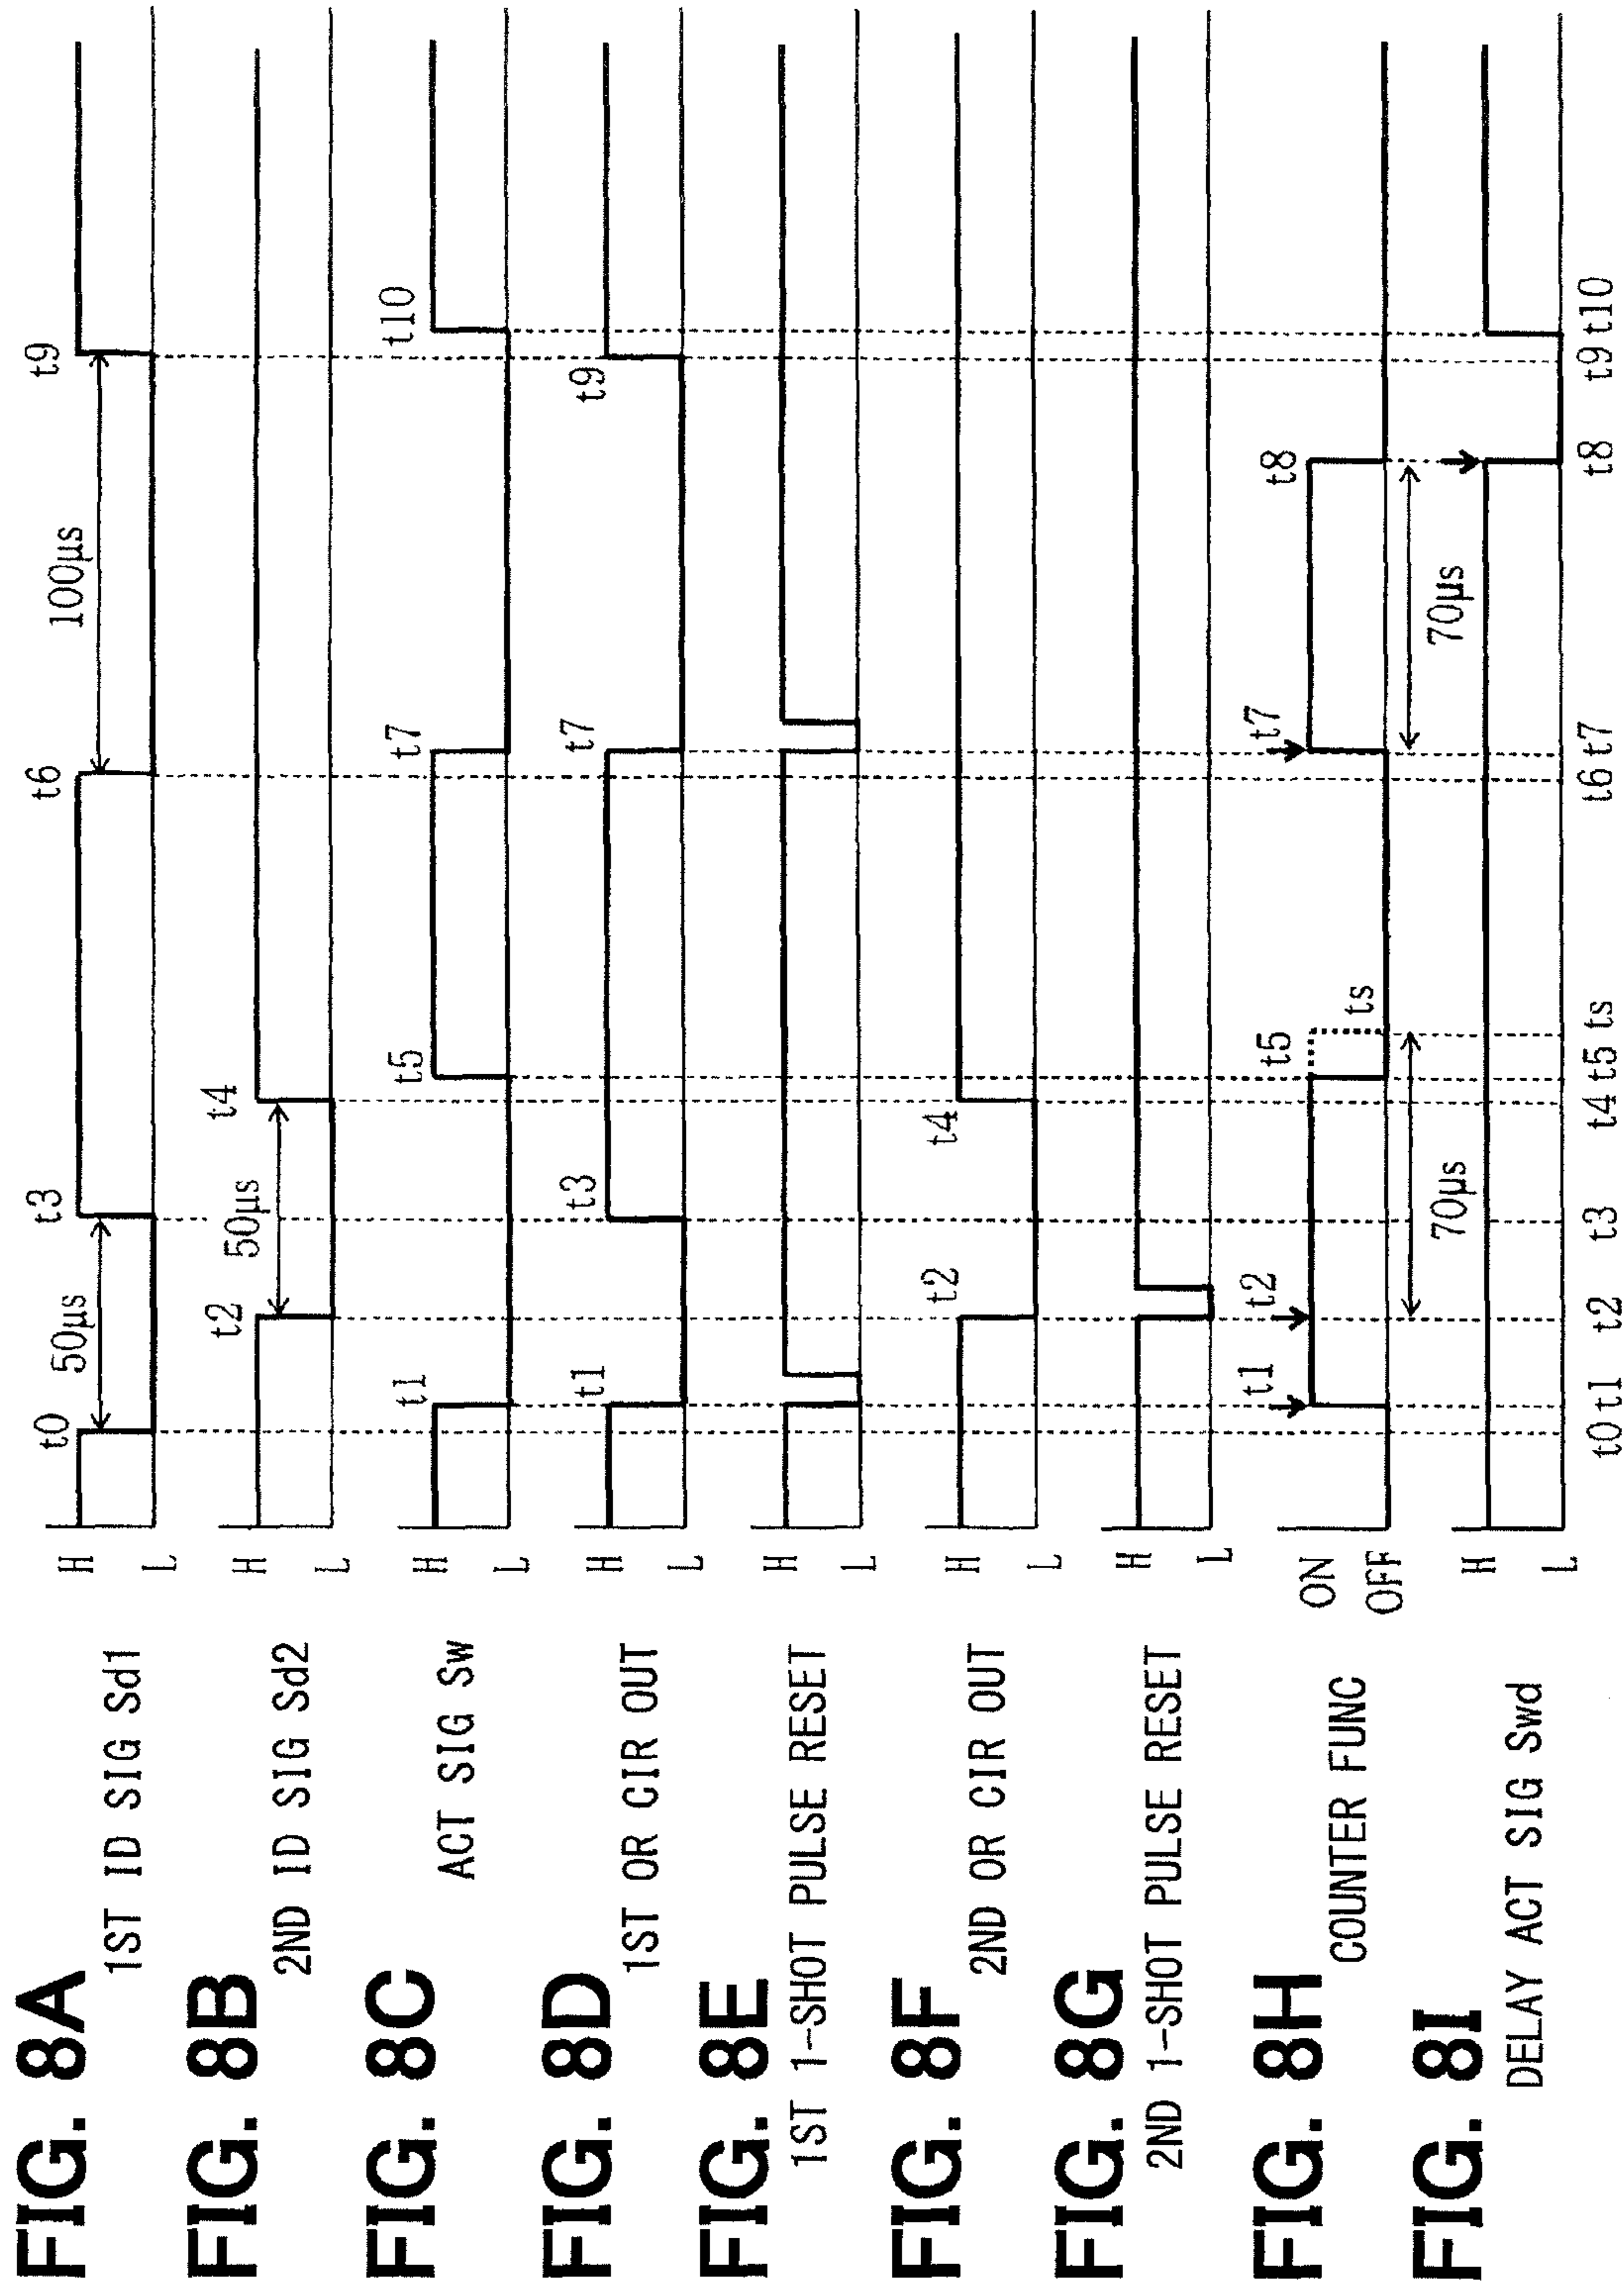 FIG. 8A
1ST ID SIG Sd1
H
L
t0
50µs
t3
t6
100µs
t9
FIG. 8B
2ND ID SIG Sd2
H
L
t2
50µs
t4
FIG. 8C
ACT SIG Sw
H
L
t1
t5
t7
t10
FIG. 8D
1ST OR CIR OUT
H
L
t1
t3
t7
t9
FIG. 8E
1ST 1-SHOT PULSE RESET
H
L
FIG. 8F
2ND OR CIR OUT
H
L
t2
t4
FIG. 8G
2ND 1-SHOT PULSE RESET
H
L
FIG. 8H
COUNTER FUNC
ON
OFF
t1
t2
t5
ts
t7
t8
70µs
70µs
FIG. 8I
DELAY ACT SIG Swd
H
L
t0 t1 t2 t3 t4 t5 ts t6 t7 t8 t9 t10